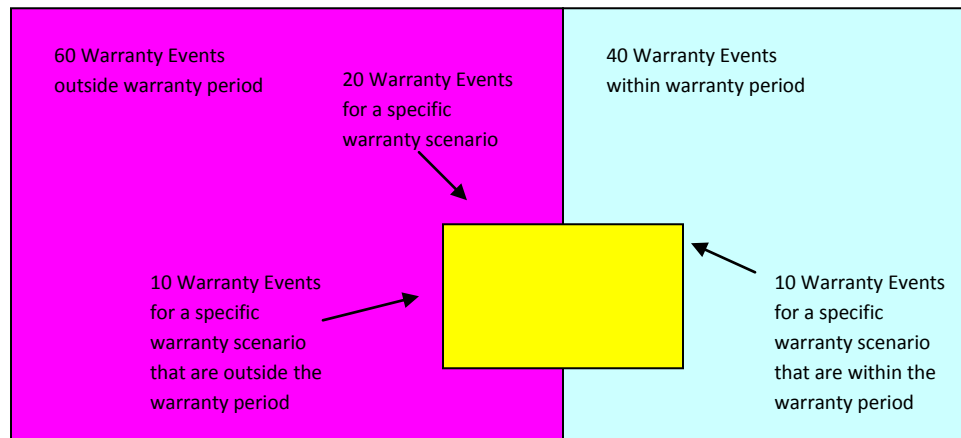 60 Warranty Events
outside warranty period
20 Warranty Events
for a specific
warranty scenario
40 Warranty Events
within warranty period
10 Warranty Events
for a specific
warranty scenario
that are outside the
warranty period
10 Warranty Events
for a specific
warranty scenario
that are within the
warranty period